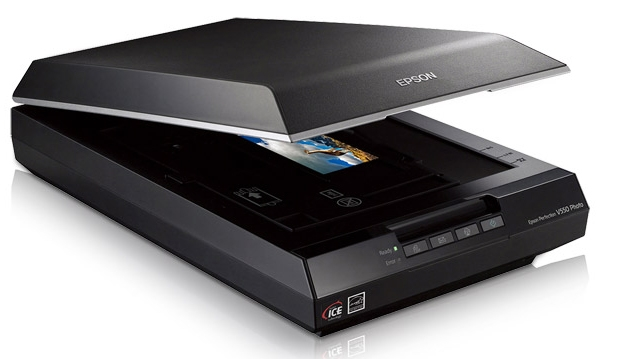 EPSON
Epson Perfection V550 Photo
Ready
Error
ICE